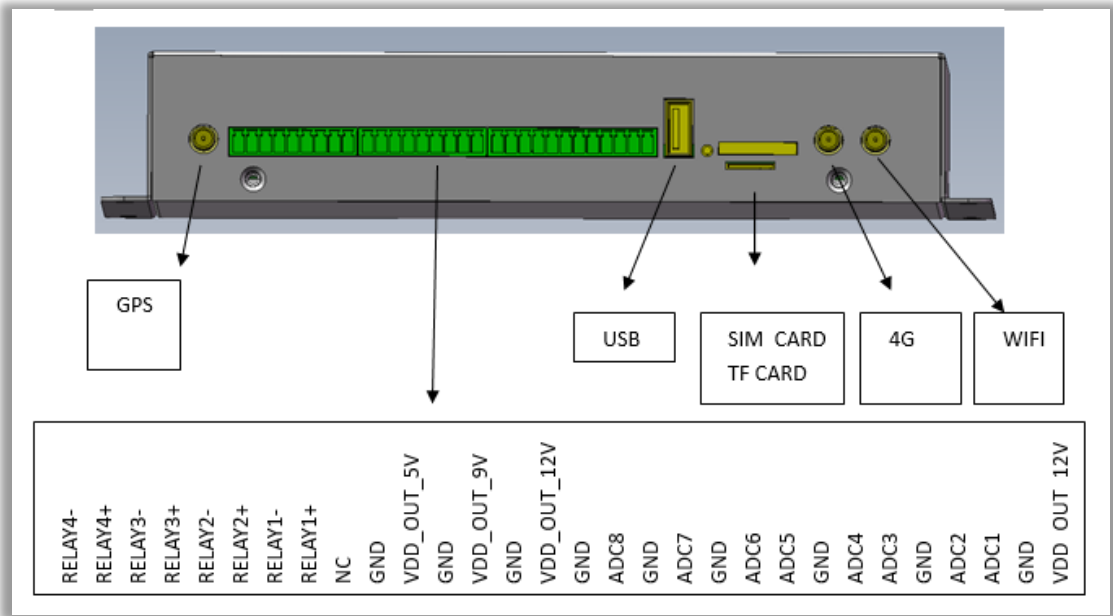 GPS
USB
SIM CARD
TF CARD
4G
WIFI
RELAY4-
RELAY4+
RELAY3-
RELAY3+
RELAY2-
RELAY2+
RELAY1-
RELAY1+
NC
GND
VDD_OUT_5V
GND
VDD_OUT_9V
GND
VDD_OUT_12V
GND
ADC8
GND
ADC7
GND
ADC6
ADC5
GND
ADC4
ADC3
GND
ADC2
ADC1
GND
VDD OUT 12V